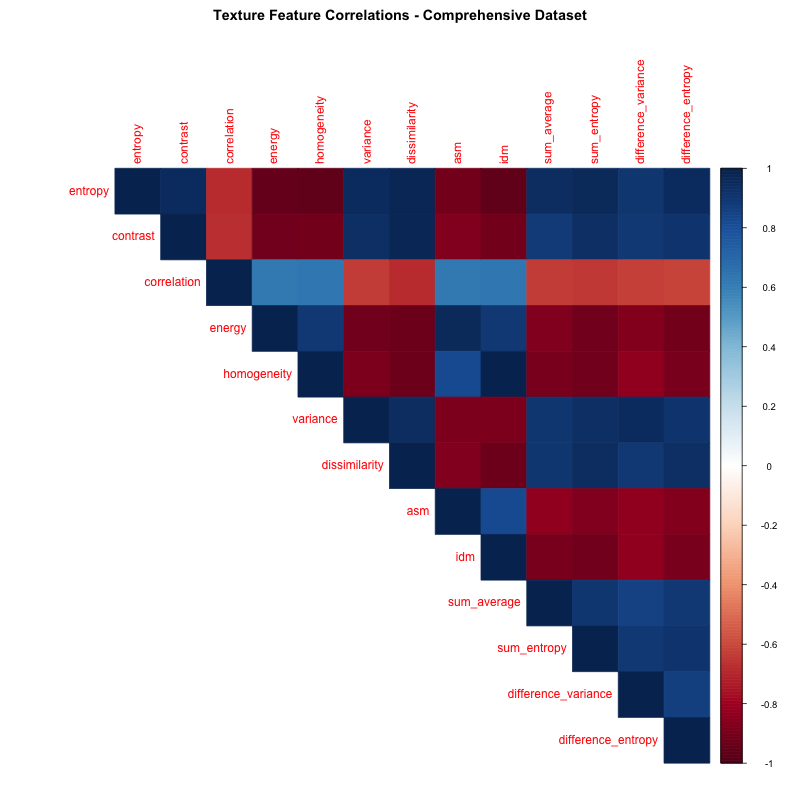 Texture Feature Correlations - Comprehensive Dataset
entropy
contrast
correlation
energy
homogeneity
variance
dissimilarity
asm
idm
sum_average
sum_entropy
difference_variance
difference_entropy
entropy
contrast
correlation
energy
homogeneity
variance
dissimilarity
asm
idm
sum_average
sum_entropy
difference_variance
difference_entropy
1
0.8
0.6
0.4
0.2
0
-0.2
-0.4
-0.6
-0.8
-1